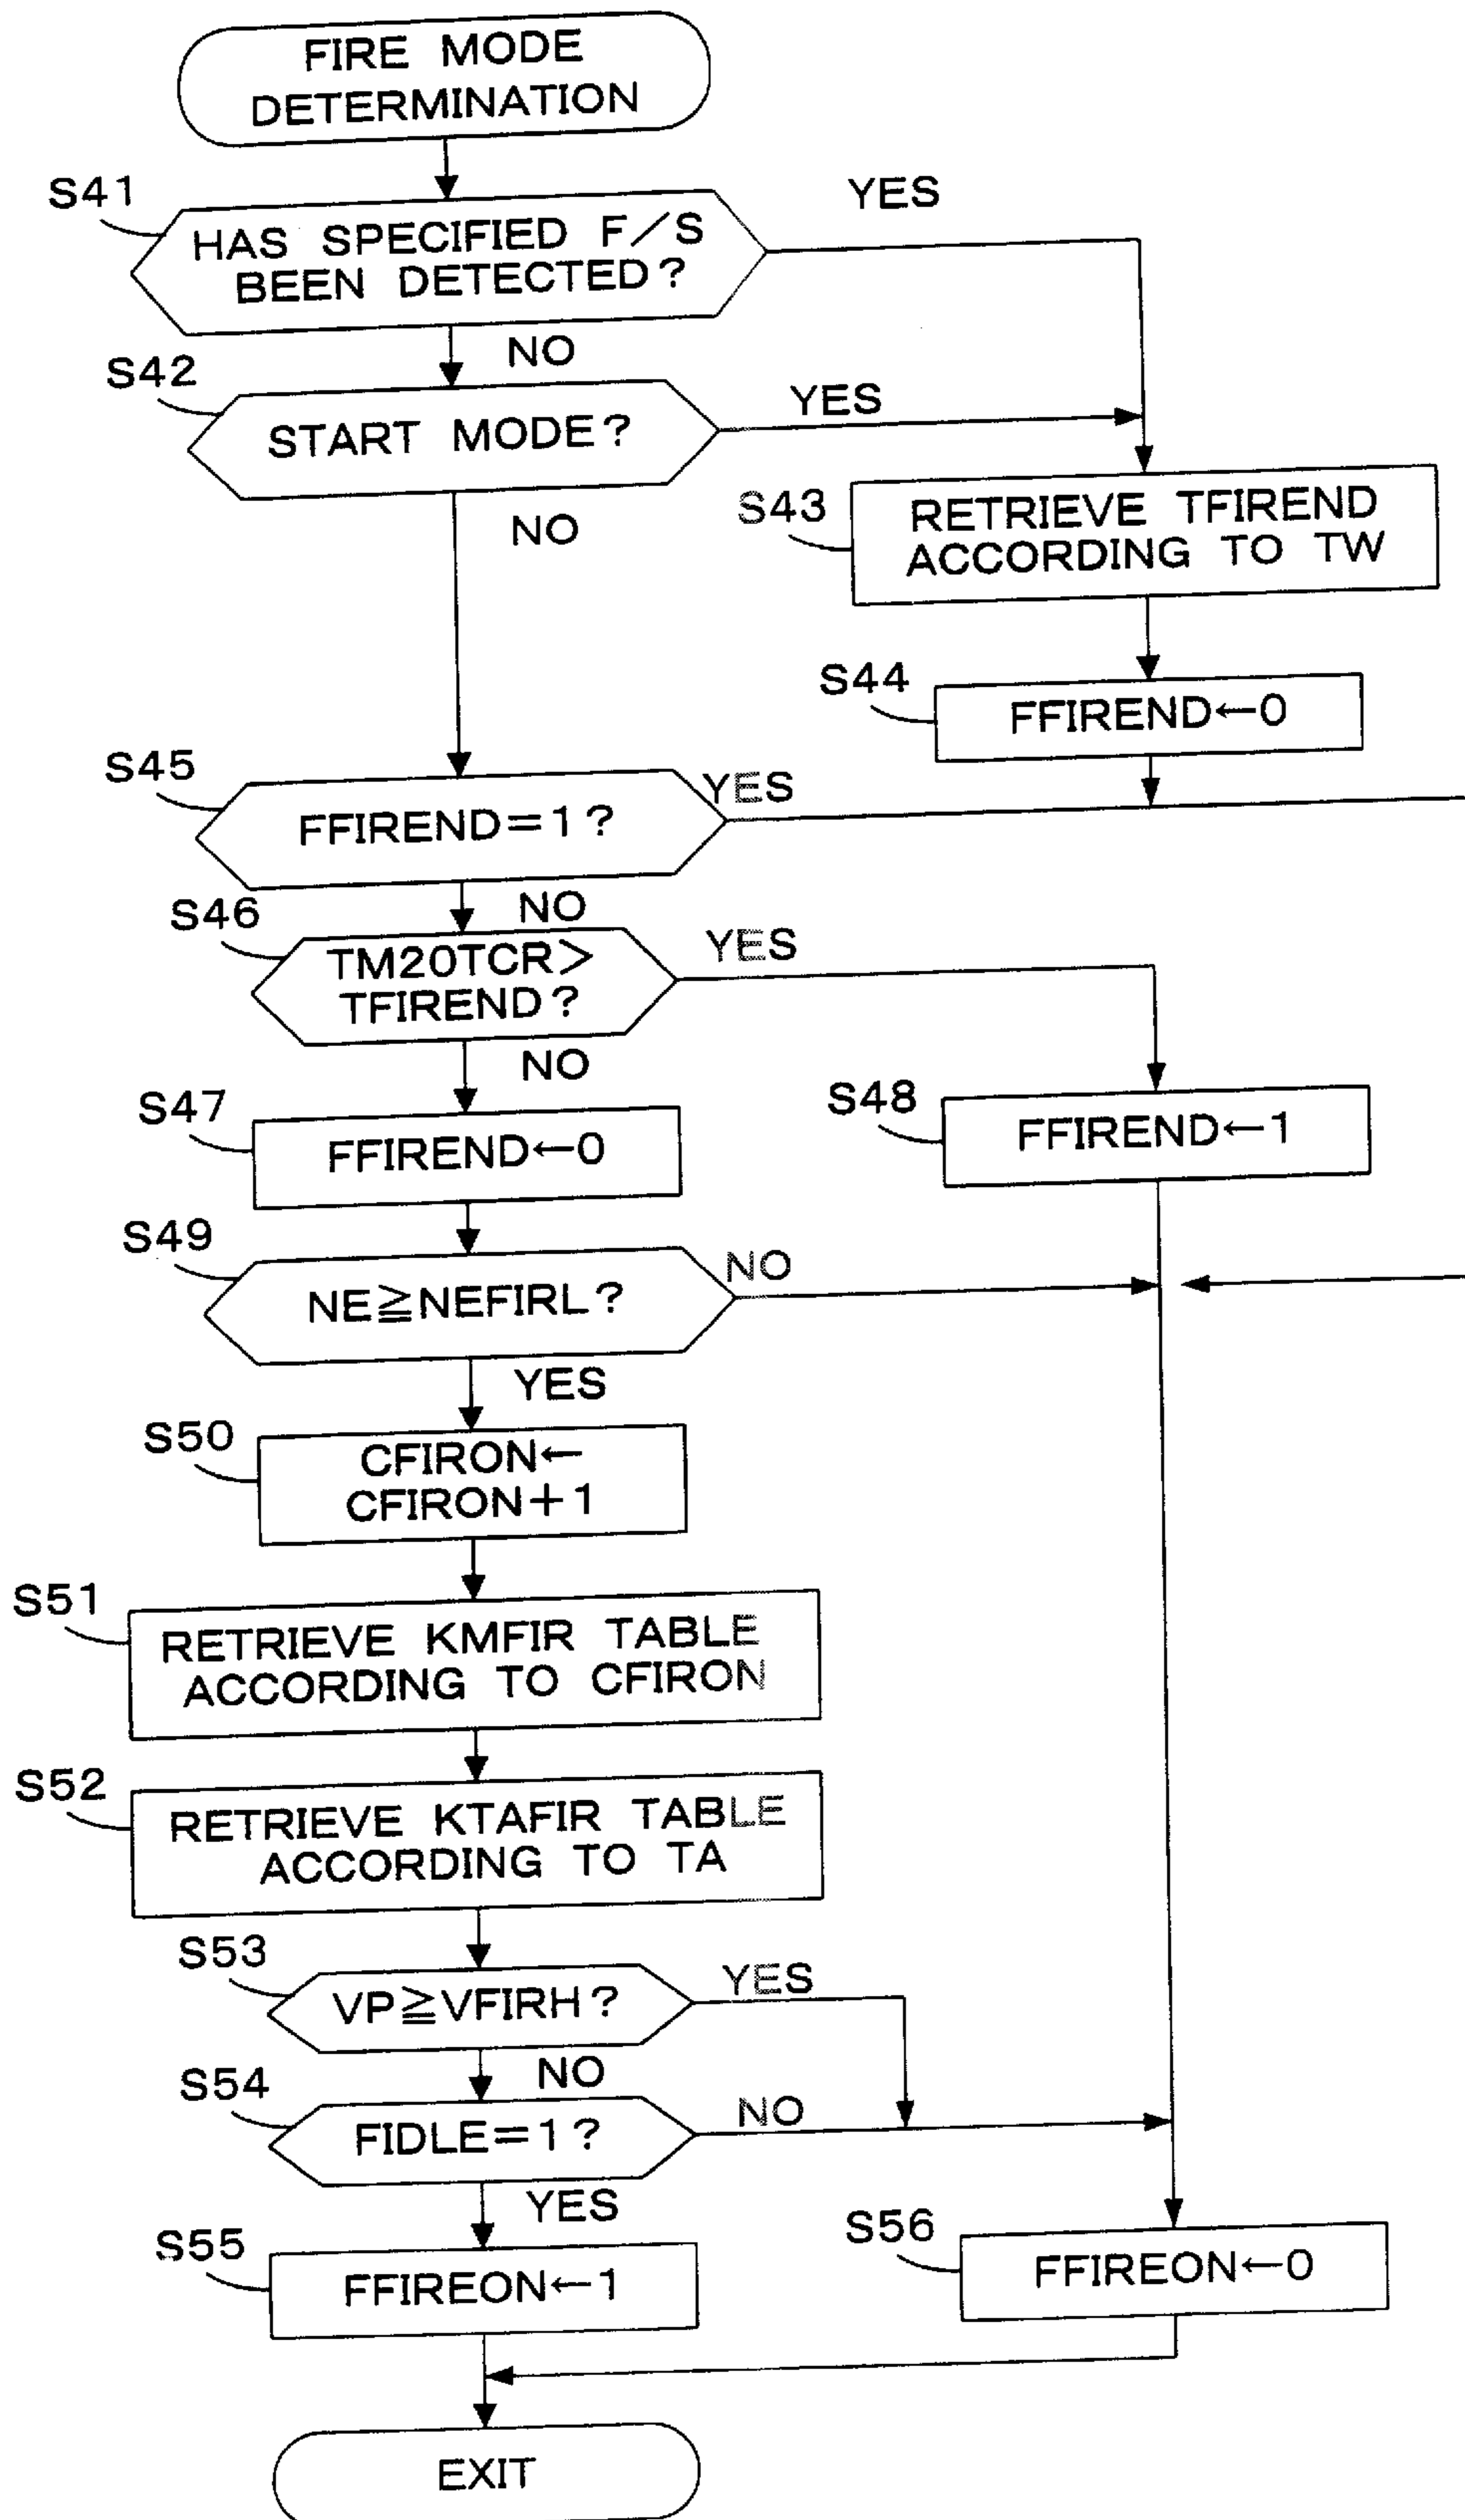 FIRE MODE
DETERMINATION
S41
HAS SPECIFIED F/S
BEEN DETECTED?
YES
NO
S42
START MODE?
YES
NO
S43
RETRIEVE TFIREND
ACCORDING TO TW
S44
FFIREND←0
S45
FFIREND=1?
YES
NO
S46
TM20TCR>
TFIREND?
YES
NO
S47
FFIREND←0
S48
FFIREND←1
S49
NE≧NEFIRL?
NO
YES
S50
CFIRON←
CFIRON+1
S51
RETRIEVE KMFIR TABLE
ACCORDING TO CFIRON
S52
RETRIEVE KTAFIR TABLE
ACCORDING TO TA
S53
VP≧VFIRH?
YES
NO
S54
FIDLE=1?
NO
YES
S55
FFIREON←1
S56
FFIREON←0
EXIT